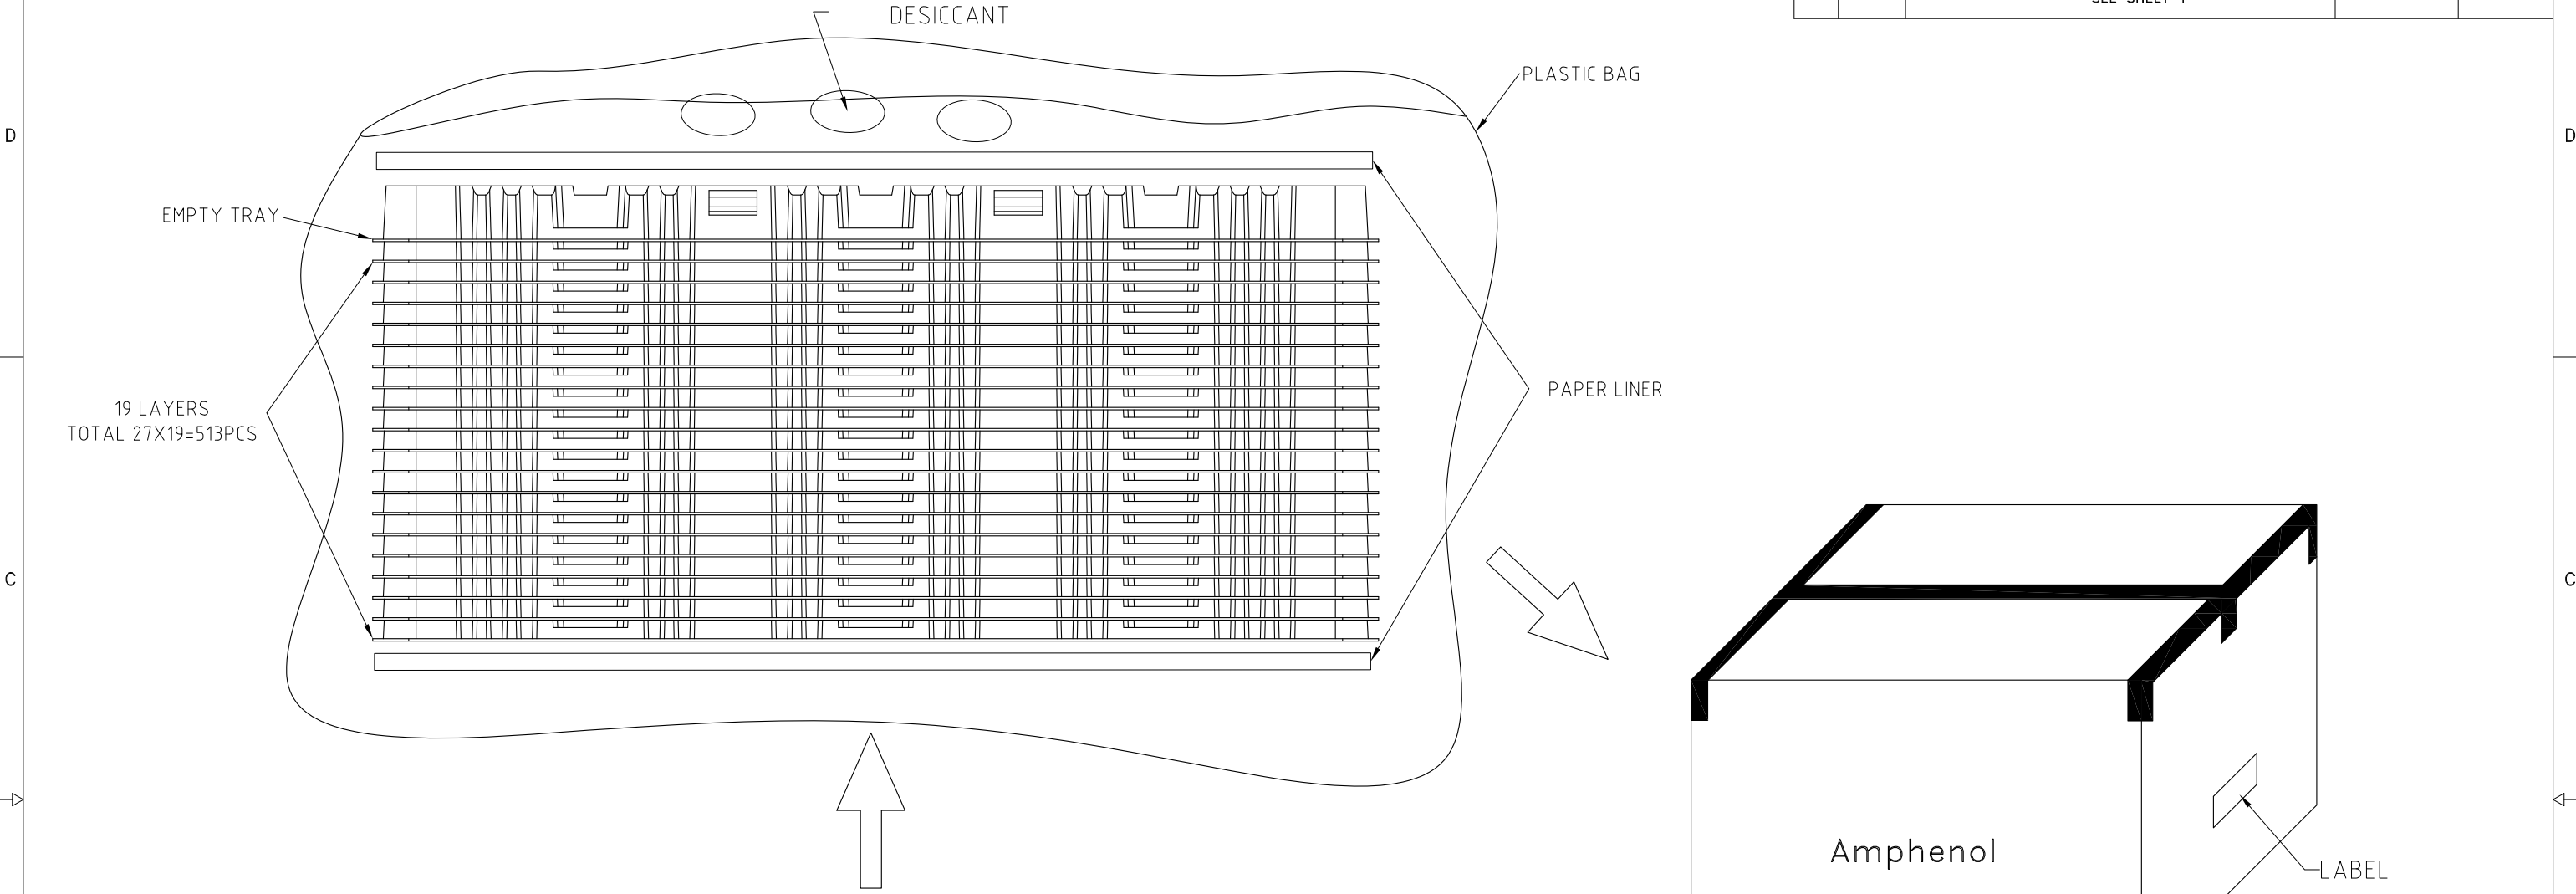 DESICCANT
PLASTIC BAG
D
D
EMPTY TRAY
19 LAYERS
TOTAL 27X19=513PCS
PAPER LINER
C
C
Amphenol
LABEL